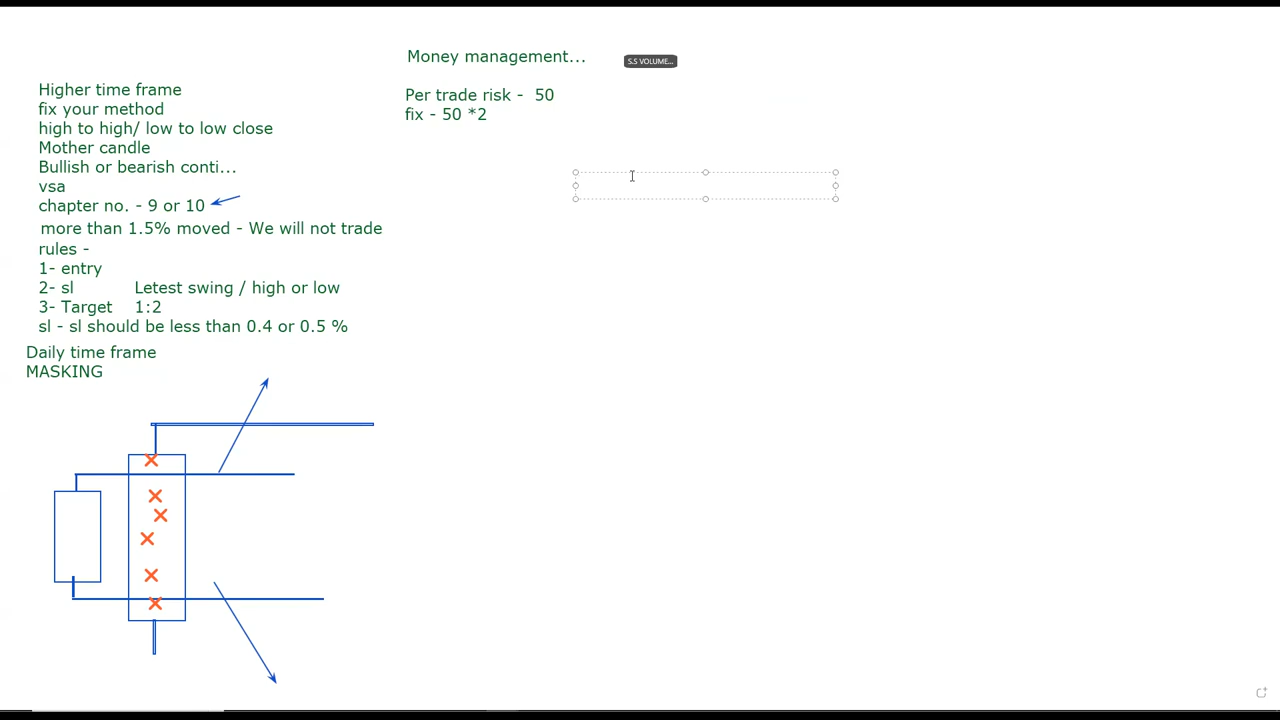 Money management...
S.S VOLUME...
Higher time frame
fix your method
high to high/ low to low close
Mother candle
Bullish or bearish conti...
vsa
chapter no. - 9 or 10
more than 1.5% moved - We will not trade
rules -
1- entry
2- sl Letest swing / high or low
3- Target 1:2
sl - sl should be less than 0.4 or 0.5 %
Daily time frame
MASKING
Per trade risk - 50
fix - 50 *2